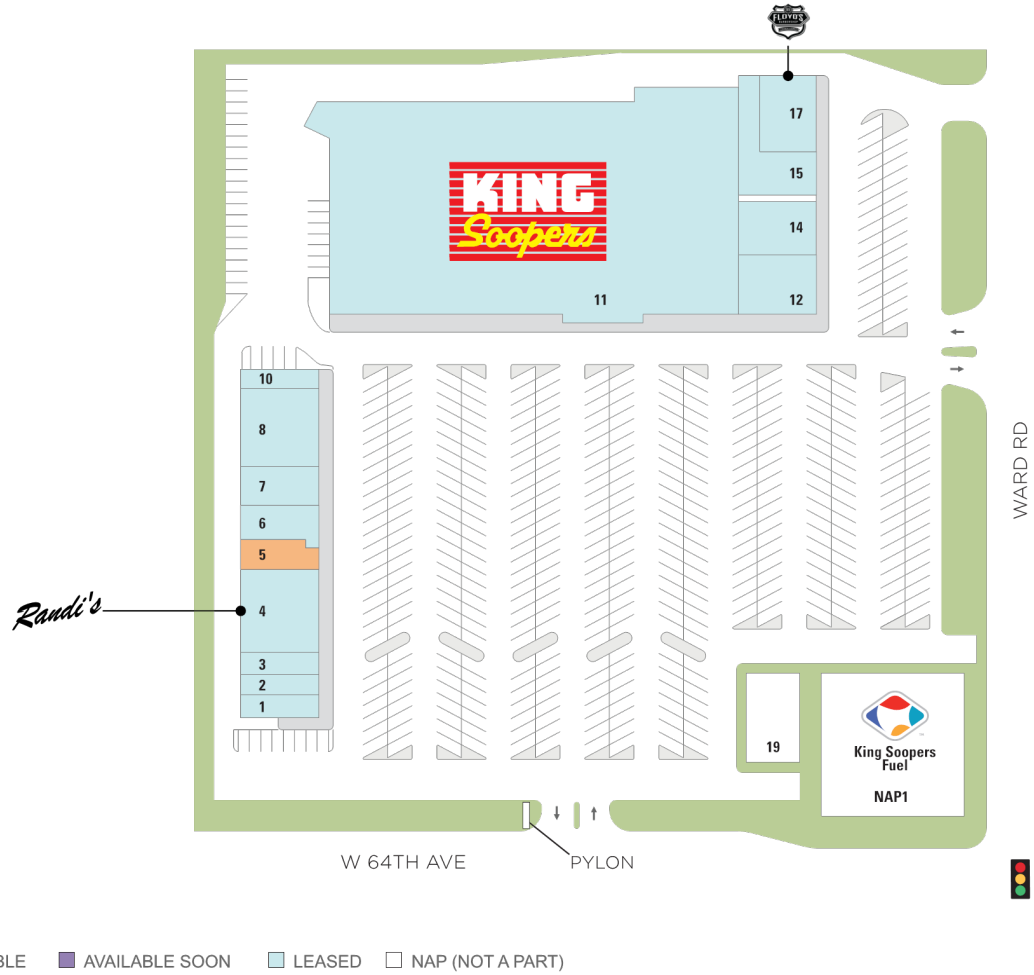 FLOYD'S
17
KING
Soopers
15
14
11
12
10
8
7
6
5
Randi's
4
3
2
1
WARD RD
19
King Soopers
Fuel
NAP1
W 64TH AVE
PYLON
BLE
AVAILABLE SOON
LEASED
NAP (NOT A PART)